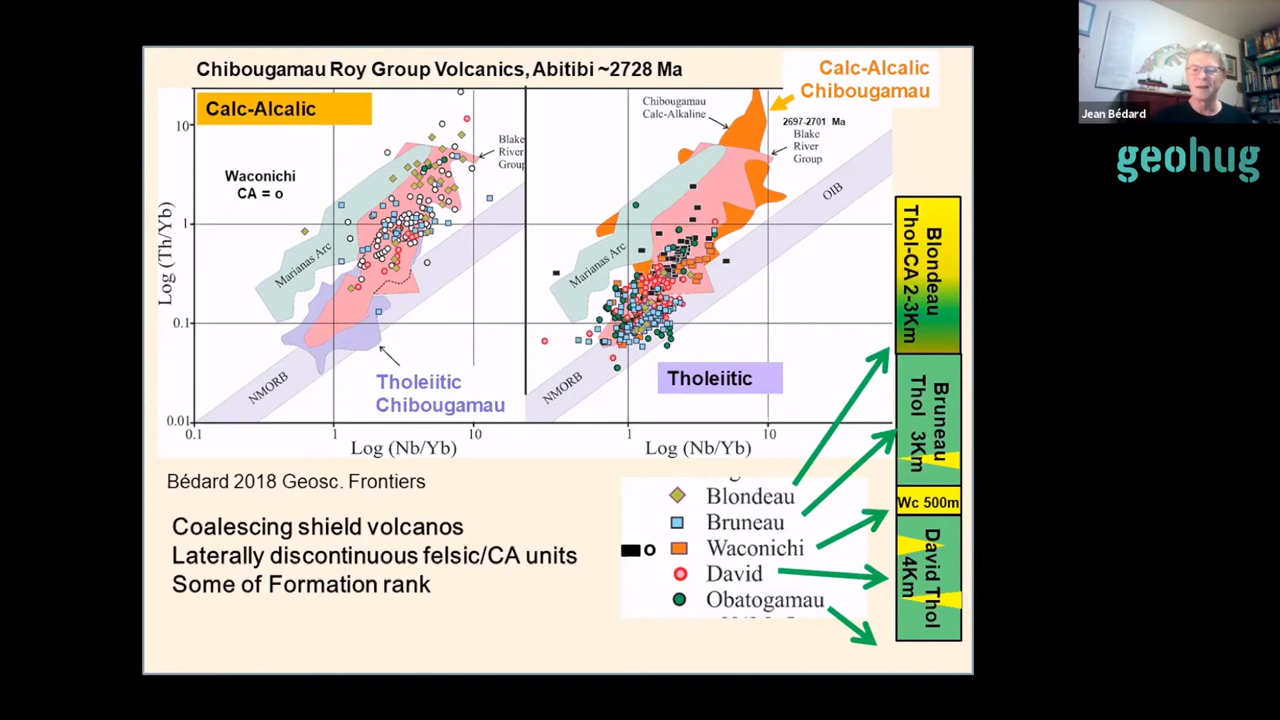 Chibougamau Roy Group Volcanics, Abitibi ~2728 Ma
Calc-Alcalic
Waconichi
CA = o
Blake
River
Group
Marianas Arc
NMORB
Tholeiitic
Chibougamau
Log (Th/Yb)
10
1
0.1
0.01
0.1
1
10
Log (Nb/Yb)
Calc-Alcalic
Chibougamau
Chibougamau
Calc-Alkaline
2697-2701 Ma
Blake
River
Group
OIB
Marianas Arc
NMORB
Tholeiitic
1
10
Log (Nb/Yb)
Bédard 2018 Geosc. Frontiers
Coalescing shield volcanos
Laterally discontinuous felsic/CA units
Some of Formation rank
Blondeau
Bruneau
o Waconichi
David
Obatogamau
Blondeau
Thol-CA 2-3Km
Bruneau
Thol 3Km
Wc 500m
David Thol
4Km
Jean Bédard
geohug